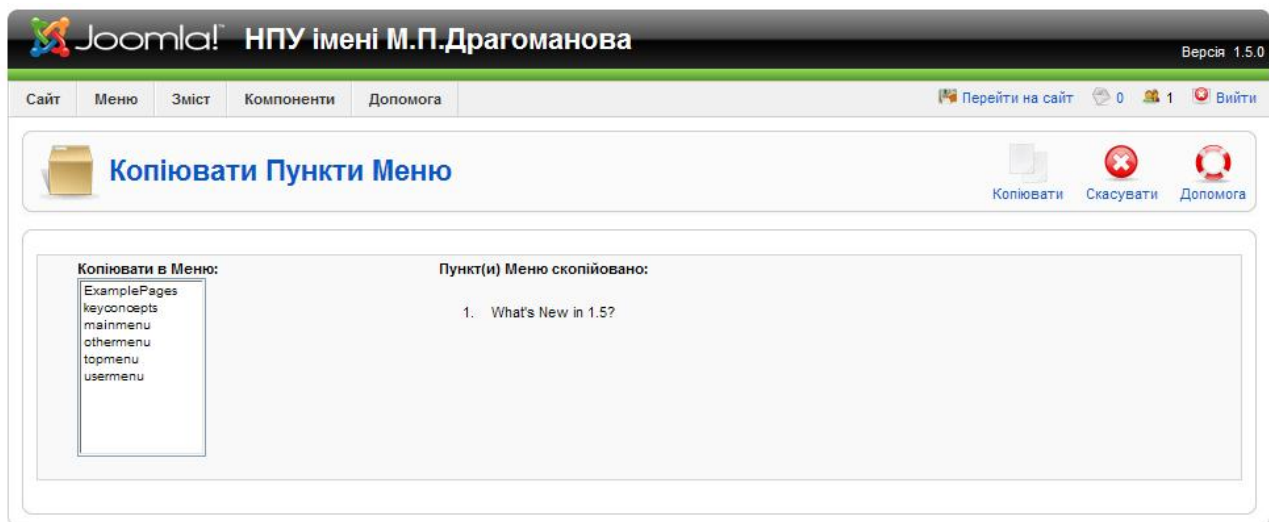 Joomla! НПУ імені М.П.Драгоманова
Версія 1.5.0
Сайт Меню Зміст Компоненти Допомога Перейти на сайт 0 1 Вийти
Копіювати Пункти Меню
Копіювати Скасувати Допомога
Копіювати в Меню: Пункт(и) Меню скопійовано:
ExamplePages
keyconcepts
1. What's New in 1.5?
mainmenu
othermenu
topmenu
usermenu